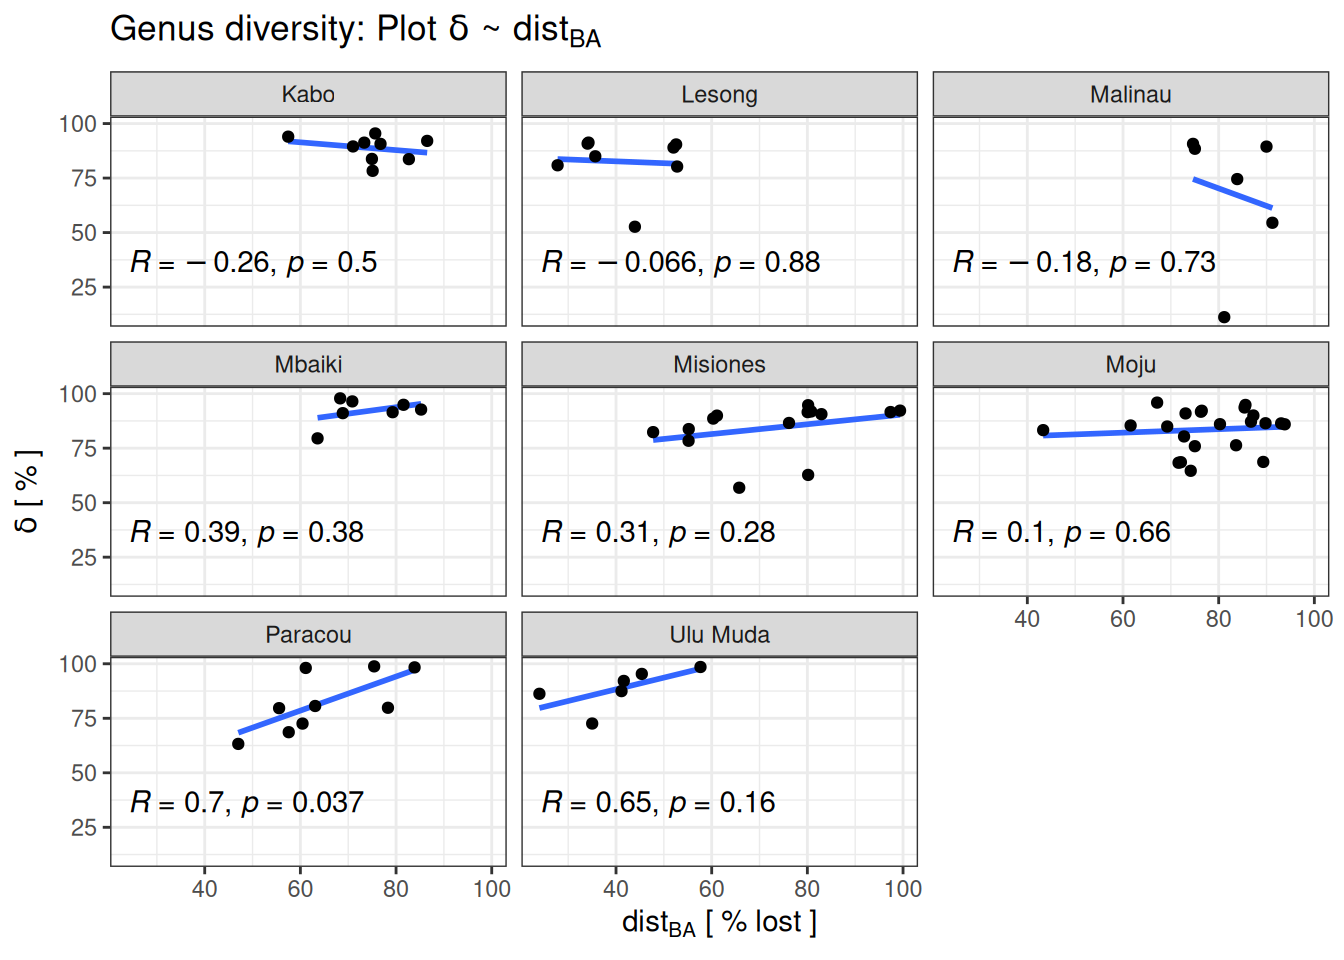 Genus diversity: Plot δ ~ distBA
Kabo Lesong Malinau
100
75
50
25
R = − 0.26, p = 0.5
R = − 0.066, p = 0.88
R = − 0.18, p = 0.73
Mbaiki Misiones Moju
100
75
50
25
R = 0.39, p = 0.38
R = 0.31, p = 0.28
R = 0.1, p = 0.66
40 60 80 100
δ [ % ]
Paracou Ulu Muda
100
75
50
25
R = 0.7, p = 0.037
R = 0.65, p = 0.16
40 60 80 100
40 60 80 100
distBA [ % lost ]